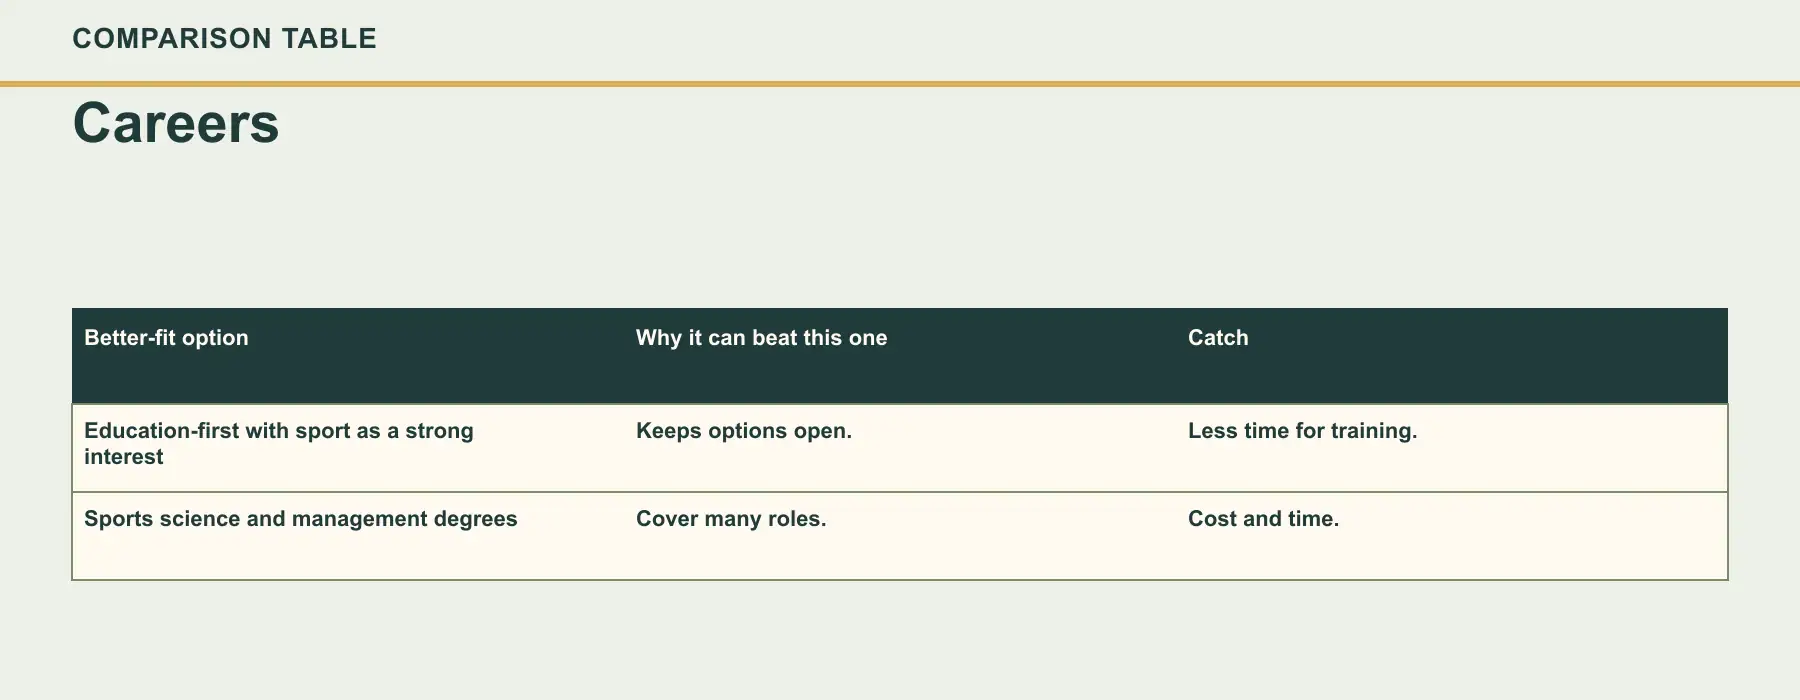 COMPARISON TABLE
Careers
Better-fit option
Why it can beat this one
Catch
Education-first with sport as a strong
interest
Keeps options open.
Less time for training.
Sports science and management degrees
Cover many roles.
Cost and time.